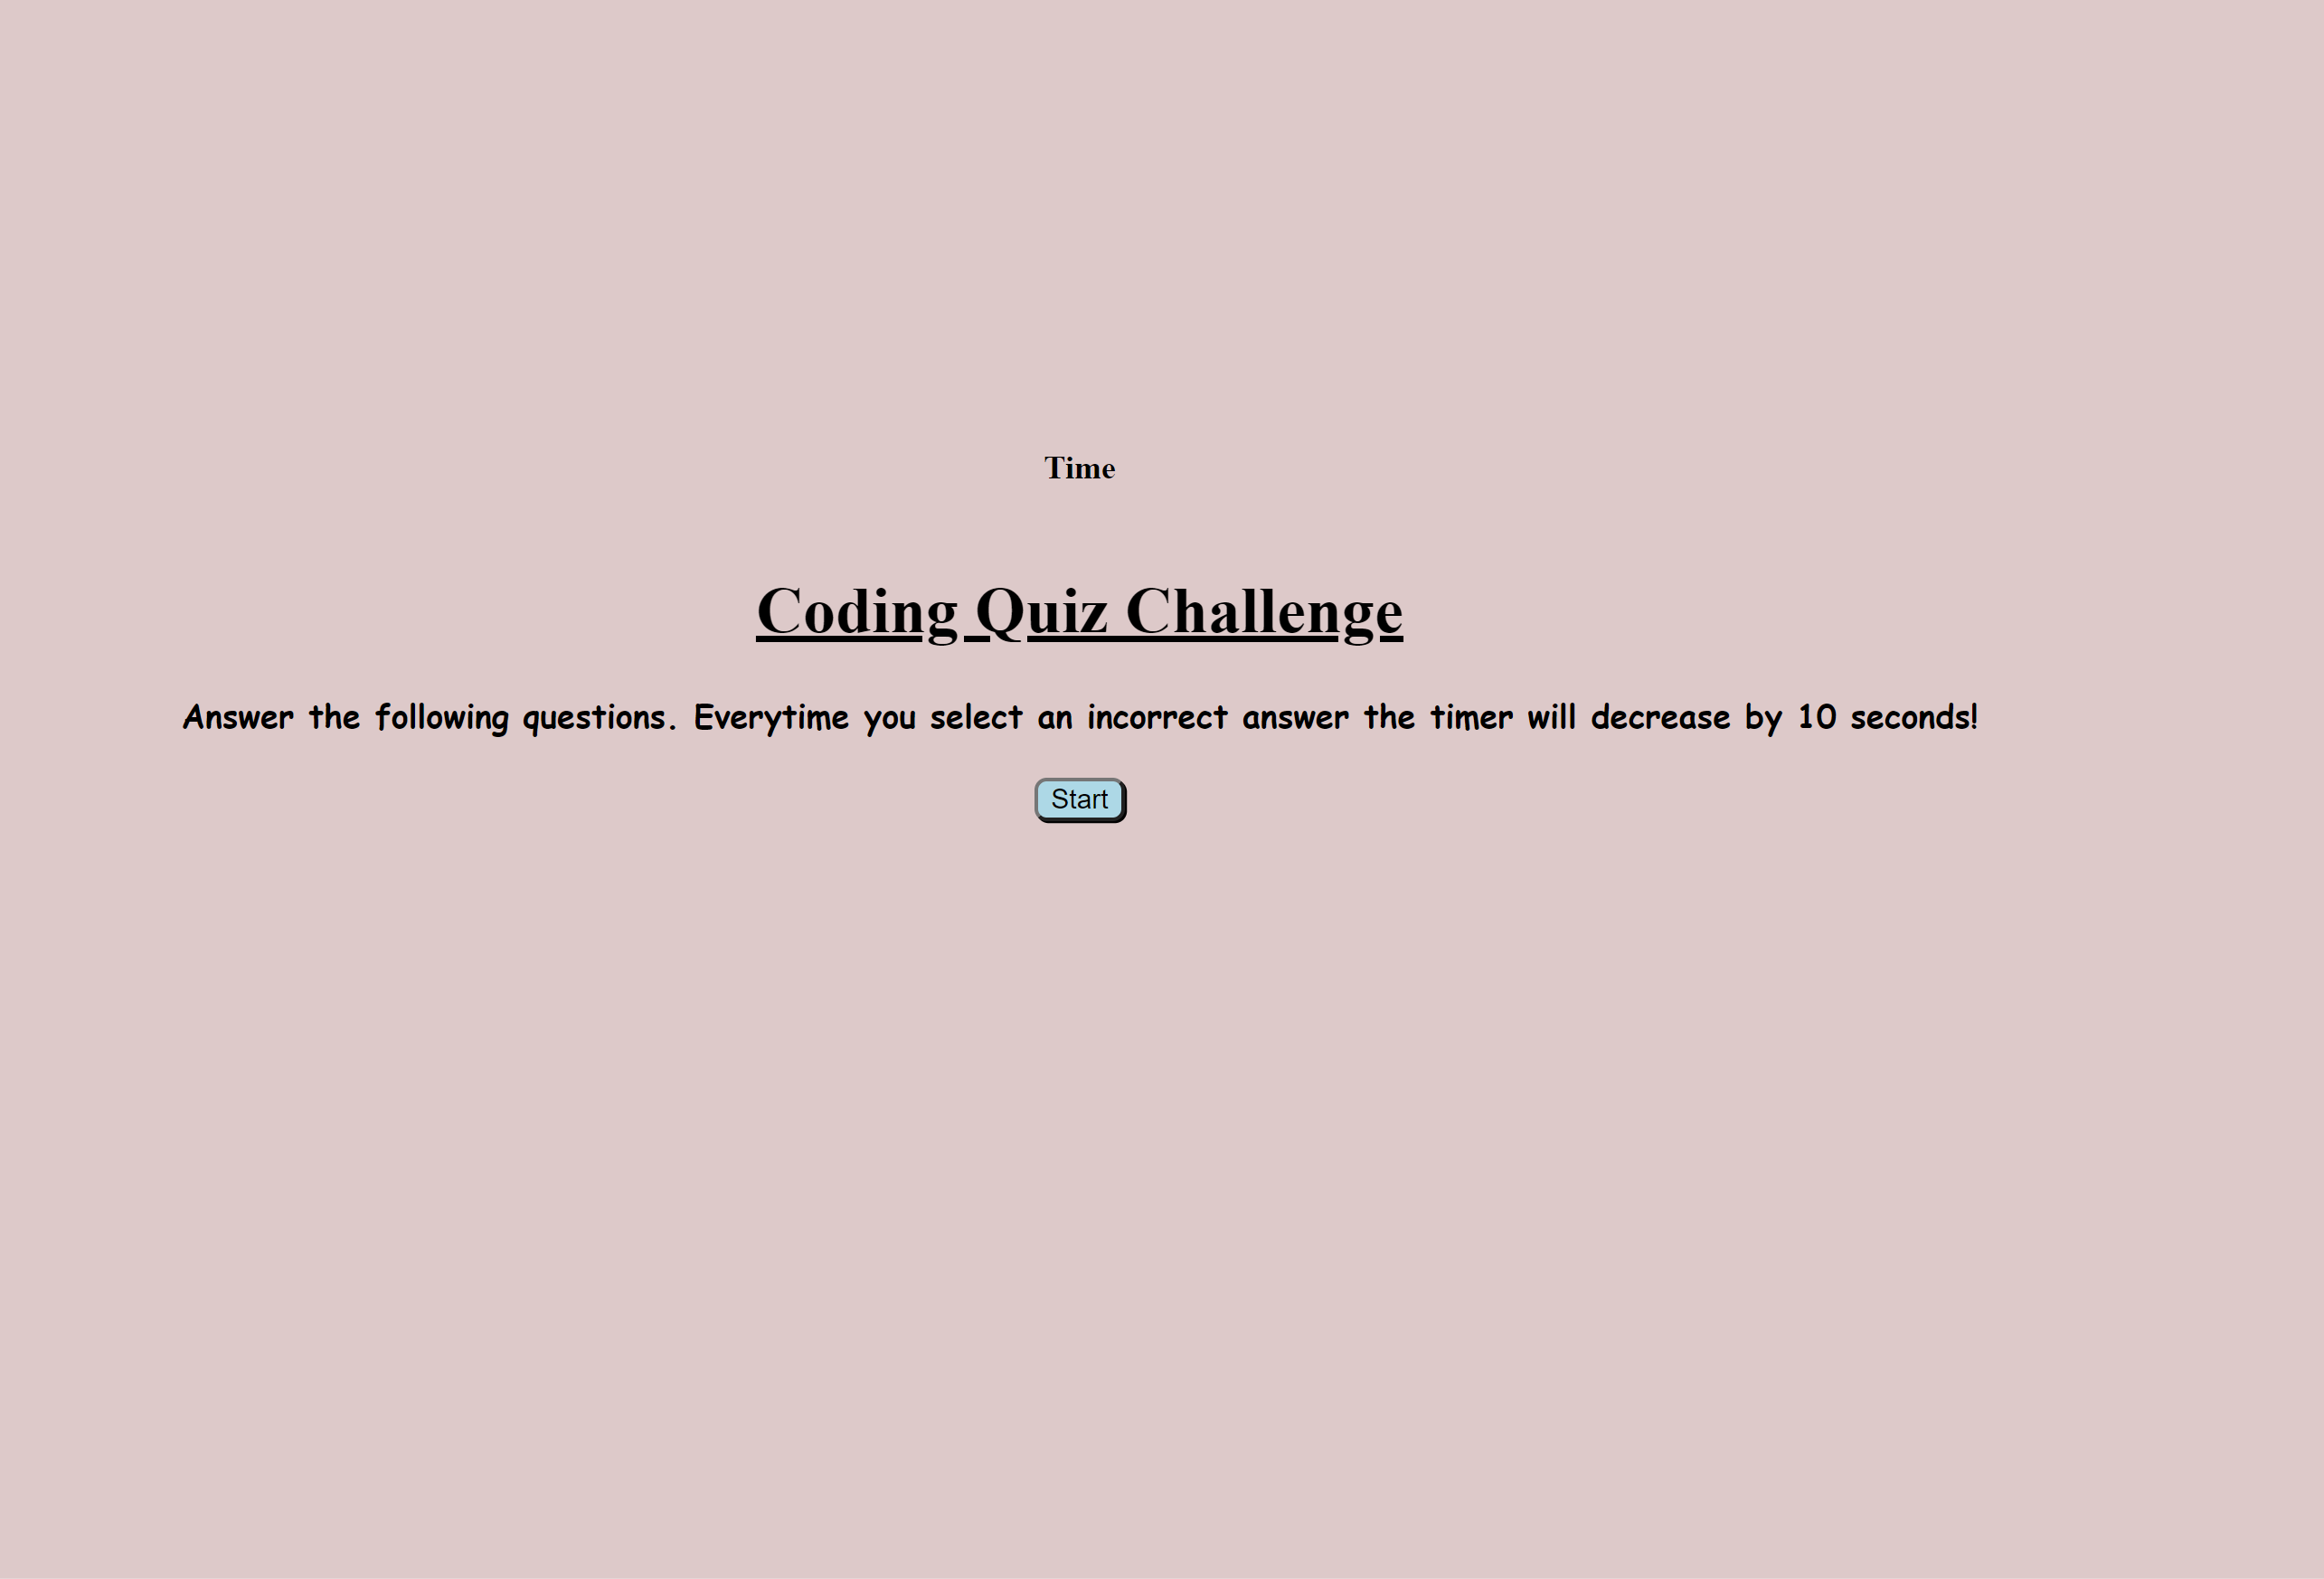 Time
Coding Quiz Challenge
Answer the following questions. Everytime you select an incorrect answer the timer will decrease by 10 seconds!
Start